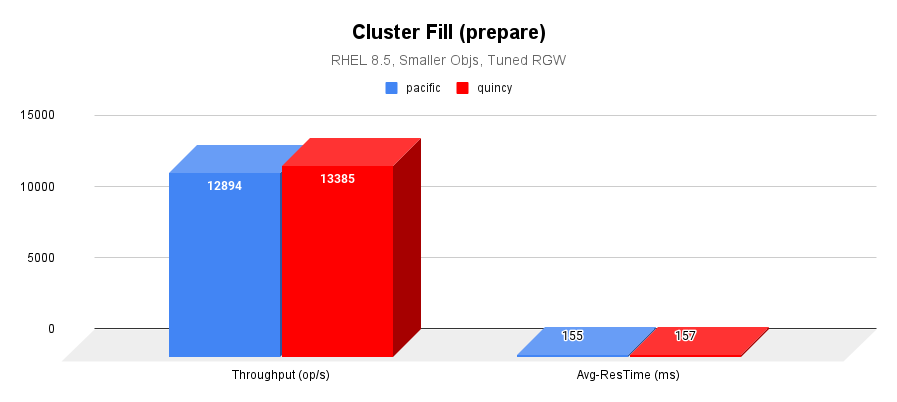 Cluster Fill (prepare)
RHEL 8.5, Smaller Objs, Tuned RGW
pacific quincy
15000
10000
5000
0
12894 13385
155 157
Throughput (op/s) Avg-ResTime (ms)